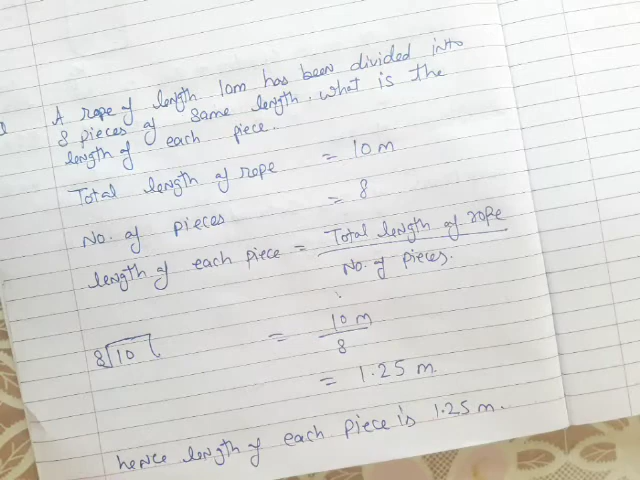 A rope of length 10m has been divided into
8 pieces of same length. what is the
length of each piece.
Total length of rope = 10 m
No. of pieces = 8
length of each piece = Total length of rope
No. of pieces.
8 10 = 10 m
8
= 1.25 m.
hence length of each piece is 1.25 m.